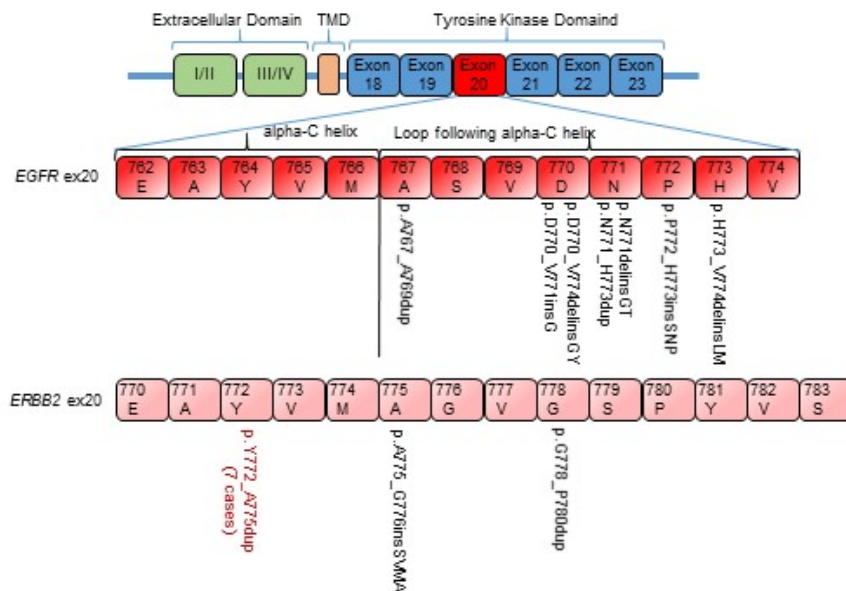 Extracellular Domain TMD Tyrosine Kinase Domaind
I/II III/IV Exon 18 Exon 19 Exon 20 Exon 21 Exon 22 Exon 23
alpha-C helix Loop following alpha-C helix
EGFR ex20
762 763 764 765 766 767 768 769 770 771 772 773 774
E A Y V M A S V D N P H V
p.A767_A769dup
p.D770_V771insG
p.D770_V774delinsGY
p.N771_H773dup
p.N771delinsGT
p.P772_H773insSNP
p.H773_V774delinsLM
ERBB2 ex20
770 771 772 773 774 775 776 777 778 779 780 781 782 783
E A Y V M A G V G S P Y V S
p.Y772_A775dup
(7 cases)
p.A775_G776insSVMA
p.G778_P780dup